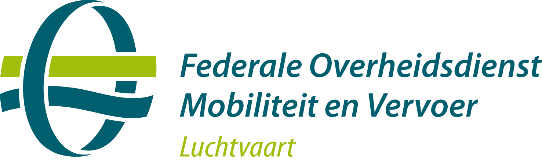 Federale Overheidsdienst
Mobiliteit en Vervoer
Luchtvaart